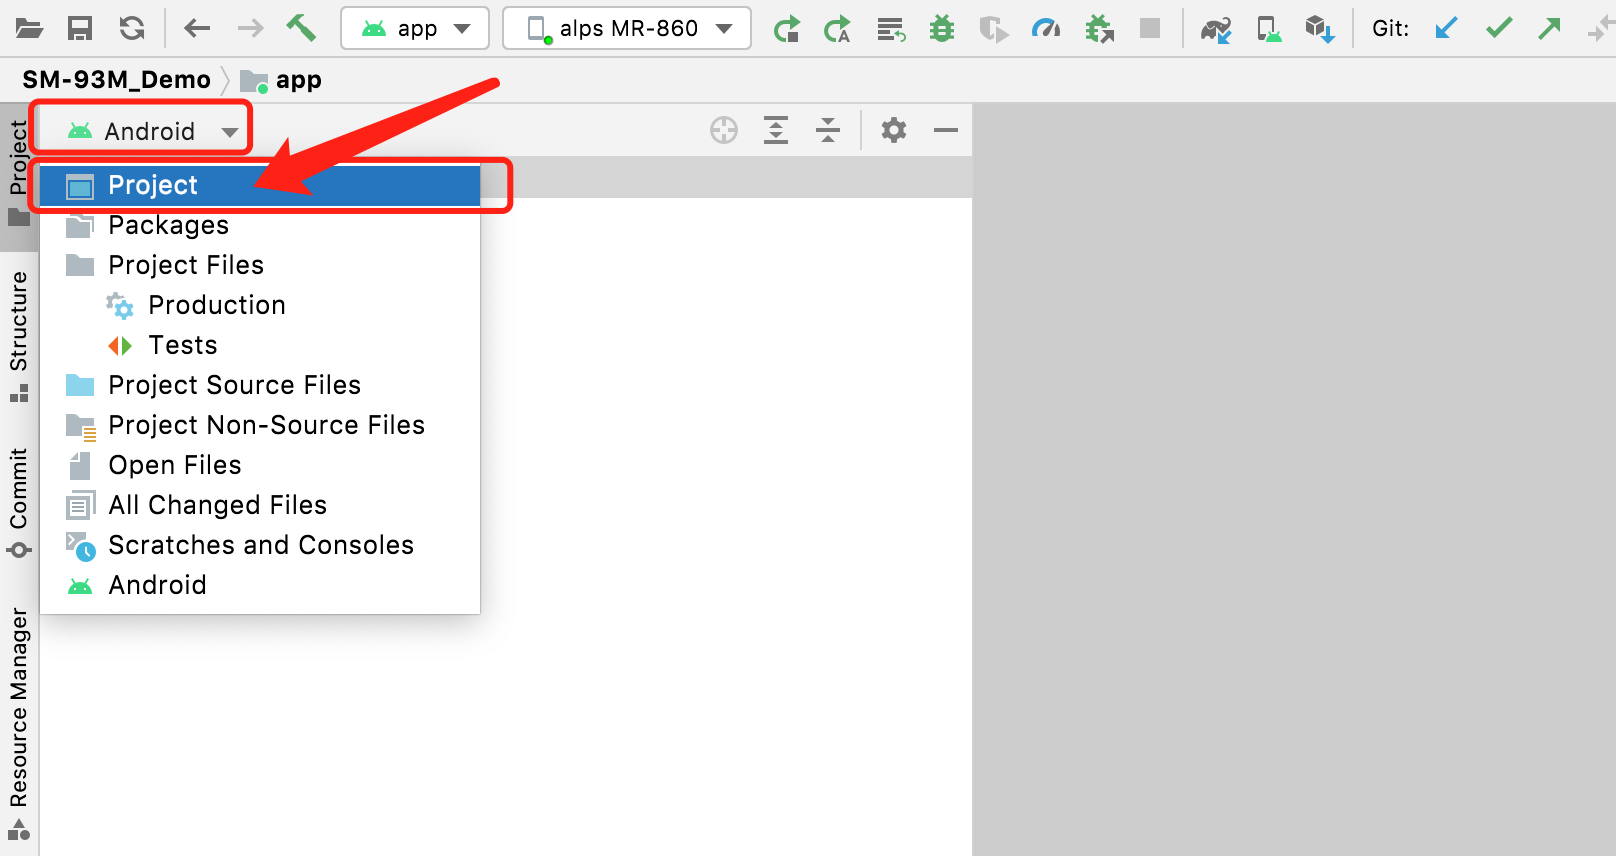 app
alps MR-860
Git:
SM-93M_Demo
app
Android
Project
Packages
Project Files
Production
Tests
Project Source Files
Project Non-Source Files
Open Files
All Changed Files
Scratches and Consoles
Android
Project
Structure
Commit
Resource Manager